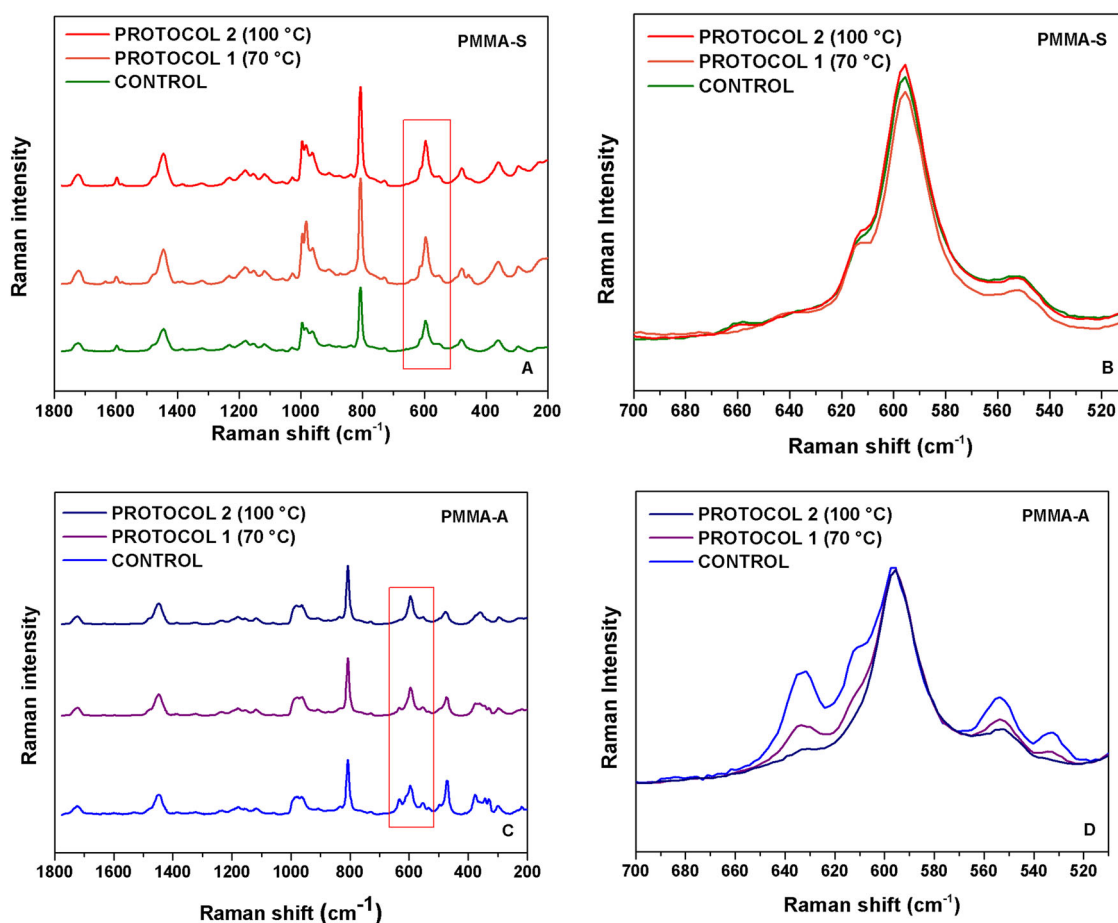 PROTOCOL 2 (100 °C)
PROTOCOL 1 (70 °C)
CONTROL
PMMA-S
Raman intensity
A
1800 1600 1400 1200 1000 800 600 400 200
Raman shift (cm-1)
PROTOCOL 2 (100 °C)
PROTOCOL 1 (70 °C)
CONTROL
PMMA-S
Raman Intensity
B
700 680 660 640 620 600 580 560 540 520
Raman shift (cm-1)
PROTOCOL 2 (100 °C)
PROTOCOL 1 (70 °C)
CONTROL
PMMA-A
Raman intensity
C
1800 1600 1400 1200 1000 800 600 400 200
Raman shift (cm-1)
PROTOCOL 2 (100 °C)
PROTOCOL 1 (70 °C)
CONTROL
PMMA-A
Raman intensity
D
700 680 660 640 620 600 580 560 540 520
Raman shift (cm-1)